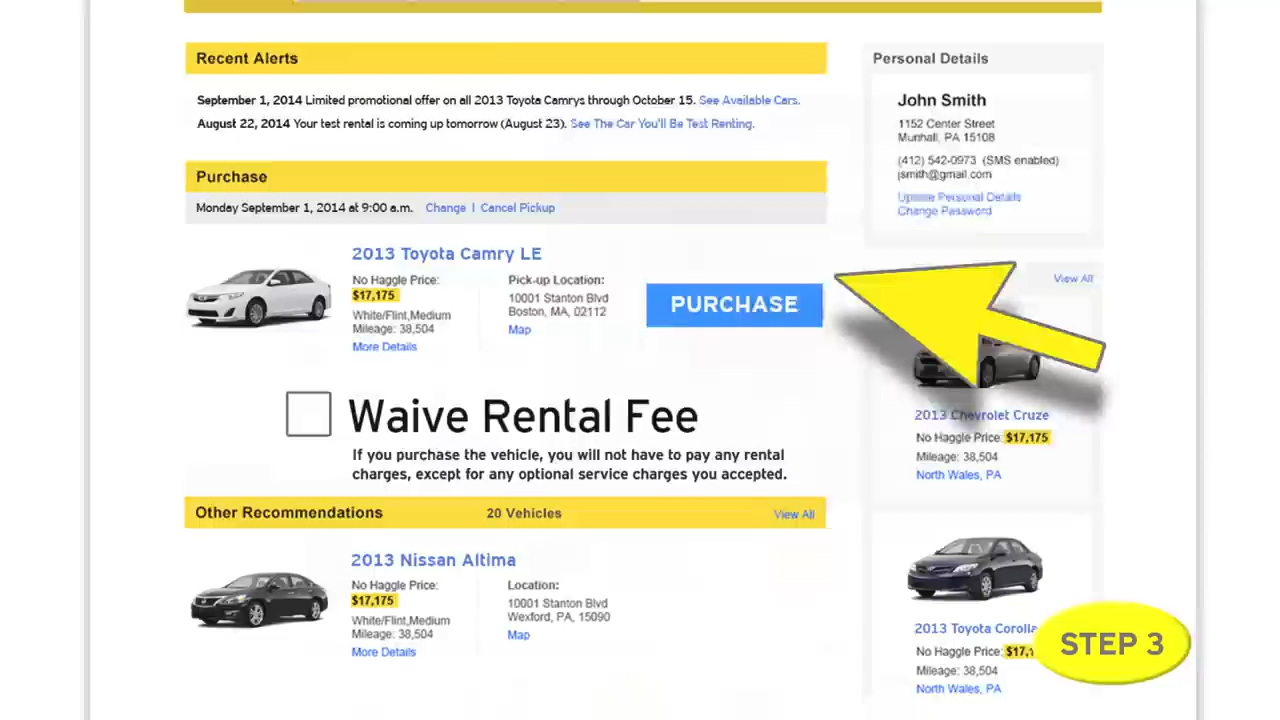 Recent Alerts
September 1, 2014 Limited promotional offer on all 2013 Toyota Camrys through October 15. See Available Cars.
August 22, 2014 Your test rental is coming up tomorrow (August 23). See The Car You'll Be Test Renting.
Purchase
Monday September 1, 2014 at 9:00 a.m. Change | Cancel Pickup
2013 Toyota Camry LE
No Haggle Price:
$17,175
White/Flint,Medium
Mileage: 38,504
More Details
Pick-up Location:
10001 Stanton Blvd
Boston, MA, 02112
Map
PURCHASE
Waive Rental Fee
If you purchase the vehicle, you will not have to pay any rental
charges, except for any optional service charges you accepted.
Other Recommendations 20 Vehicles View All
2013 Nissan Altima
No Haggle Price:
$17,175
White/Flint,Medium
Mileage: 38,504
More Details
Location:
10001 Stanton Blvd
Wexford, PA, 15090
Map
Personal Details
John Smith
1152 Center Street
Munhall, PA 15108
(412) 542-0973 (SMS enabled)
jsmith@gmail.com
Update Personal Details
Change Password
View All
2013 Chevrolet Cruze
No Haggle Price: $17,175
Mileage: 38,504
North Wales, PA
2013 Toyota Corolla
No Haggle Price: $17,1
Mileage: 38,504
North Wales, PA
STEP 3